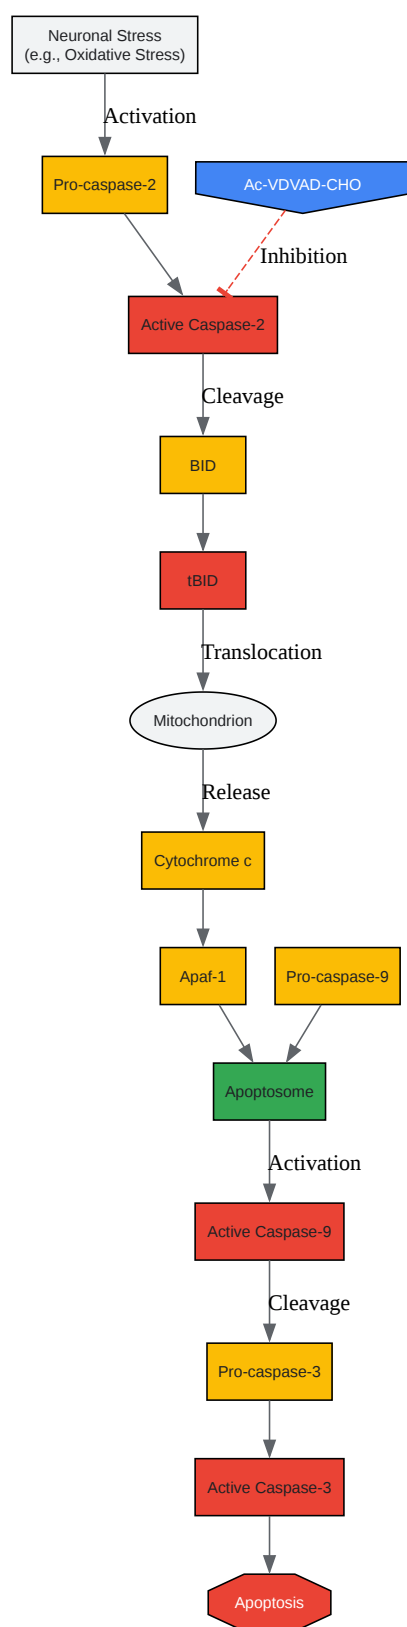 Neuronal Stress
(e.g., Oxidative Stress)
Activation
Pro-caspase-2
Ac-VDVAD-CHO
Inhibition
Active Caspase-2
Cleavage
BID
tBID
Translocation
Mitochondrion
Release
Cytochrome c
Apaf-1
Pro-caspase-9
Apoptosome
Activation
Active Caspase-9
Cleavage
Pro-caspase-3
Active Caspase-3
Apoptosis